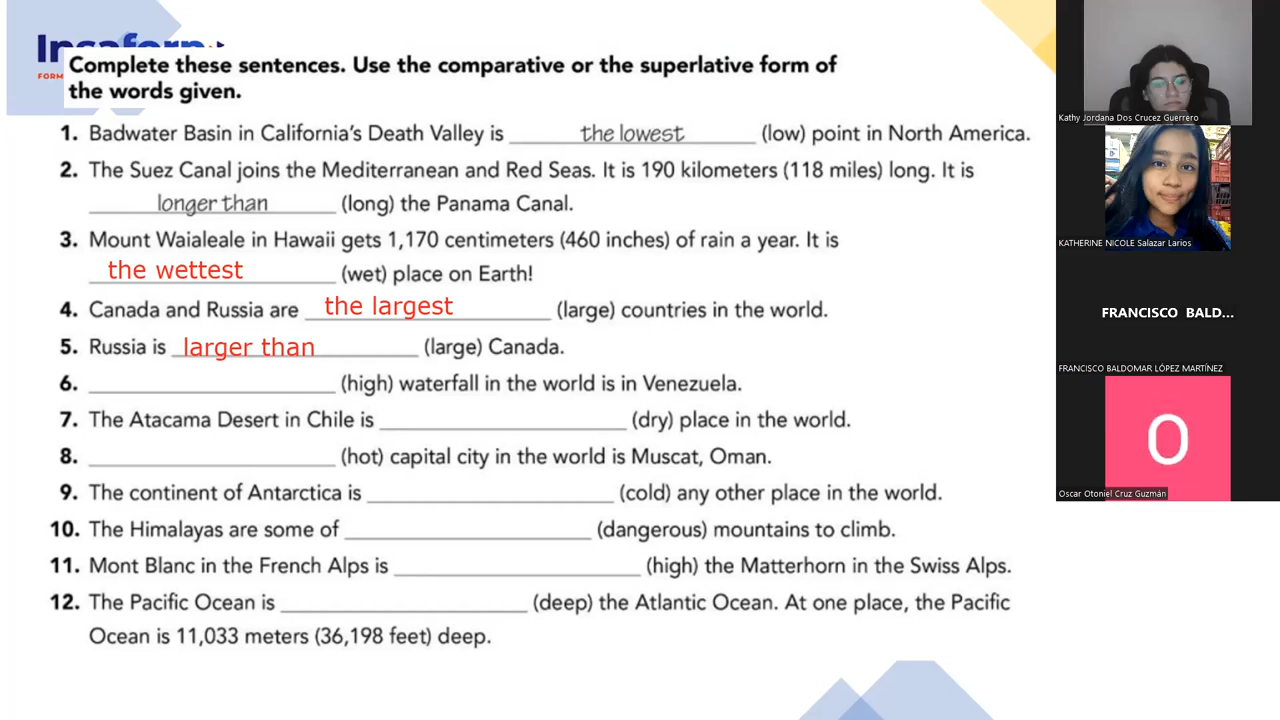 Insaforp
FORM
Complete these sentences. Use the comparative or the superlative form of
the words given.
1. Badwater Basin in California's Death Valley is the lowest (low) point in North America.
2. The Suez Canal joins the Mediterranean and Red Seas. It is 190 kilometers (118 miles) long. It is
longer than (long) the Panama Canal.
3. Mount Waialeale in Hawaii gets 1,170 centimeters (460 inches) of rain a year. It is
the wettest (wet) place on Earth!
4. Canada and Russia are the largest (large) countries in the world.
5. Russia is larger than (large) Canada.
6. ____ (high) waterfall in the world is in Venezuela.
7. The Atacama Desert in Chile is ____ (dry) place in the world.
8. ____ (hot) capital city in the world is Muscat, Oman.
9. The continent of Antarctica is ____ (cold) any other place in the world.
10. The Himalayas are some of ____ (dangerous) mountains to climb.
11. Mont Blanc in the French Alps is ____ (high) the Matterhorn in the Swiss Alps.
12. The Pacific Ocean is ____ (deep) the Atlantic Ocean. At one place, the Pacific
Ocean is 11,033 meters (36,198 feet) deep.
Kathy Jordana Dos Crucez Guerrero
KATHERINE NICOLE Salazar Larios
FRANCISCO BALD...
FRANCISCO BALDOMAR LÓPEZ MARTÍNEZ
O
Oscar Otoniel Cruz Guzmán